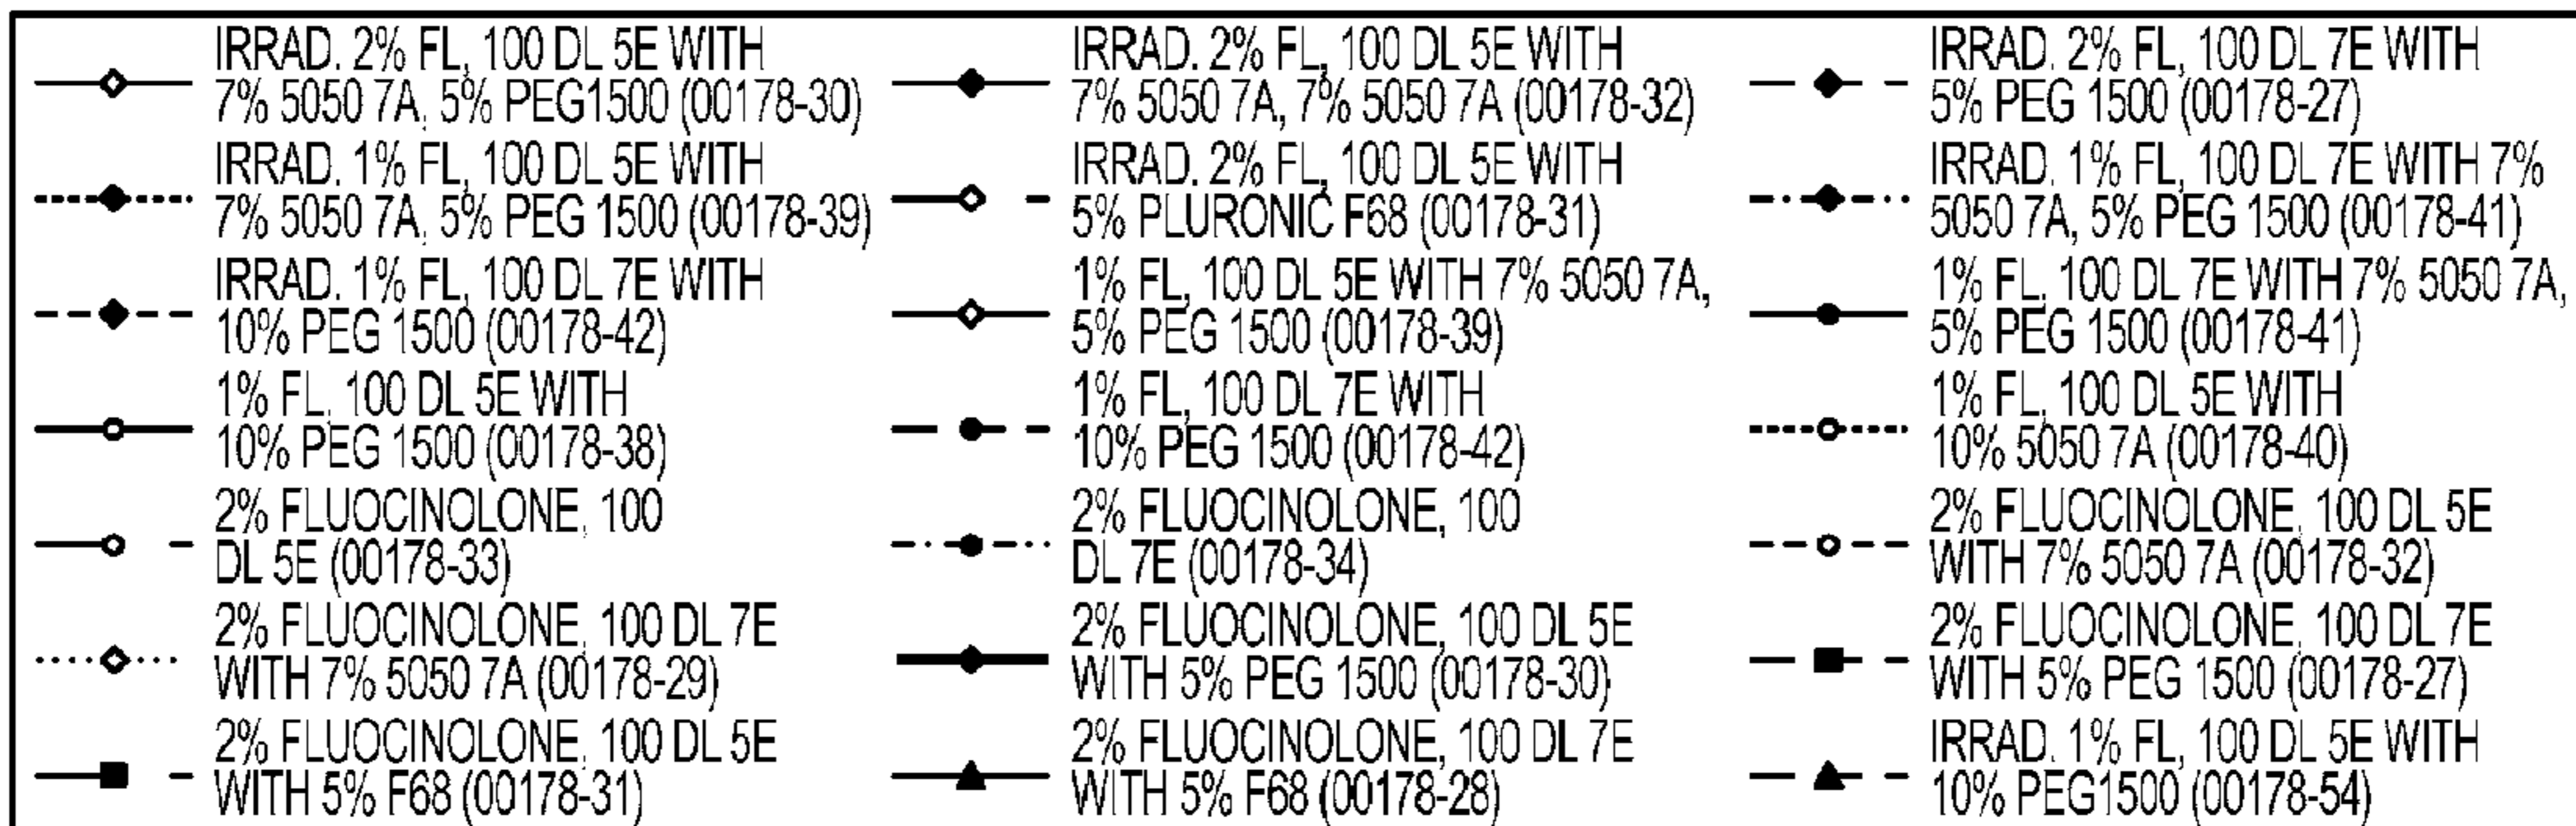 IRRAD. 2% FL, 100 DL 5E WITH
7% 5050 7A, 5% PEG1500 (00178-30)
IRRAD. 2% FL, 100 DL 5E WITH
7% 5050 7A, 7% 5050 7A (00178-32)
IRRAD. 2% FL, 100 DL 7E WITH
5% PEG 1500 (00178-27)
IRRAD. 1% FL, 100 DL 5E WITH
7% 5050 7A, 5% PEG 1500 (00178-39)
IRRAD. 2% FL, 100 DL 5E WITH
5% PLURONIC F68 (00178-31)
IRRAD. 1% FL, 100 DL 7E WITH 7%
5050 7A, 5% PEG 1500 (00178-41)
IRRAD. 1% FL, 100 DL 7E WITH
10% PEG 1500 (00178-42)
1% FL, 100 DL 5E WITH 7% 5050 7A,
5% PEG 1500 (00178-39)
1% FL, 100 DL 7E WITH 7% 5050 7A,
5% PEG 1500 (00178-41)
1% FL, 100 DL 5E WITH
10% PEG 1500 (00178-38)
1% FL, 100 DL 7E WITH
10% PEG 1500 (00178-42)
1% FL, 100 DL 5E WITH
10% 5050 7A (00178-40)
2% FLUOCINOLONE, 100
DL 5E (00178-33)
2% FLUOCINOLONE, 100
DL 7E (00178-34)
2% FLUOCINOLONE, 100 DL 5E
WITH 7% 5050 7A (00178-32)
2% FLUOCINOLONE, 100 DL 7E
WITH 7% 5050 7A (00178-29)
2% FLUOCINOLONE, 100 DL 5E
WITH 5% PEG 1500 (00178-30)
2% FLUOCINOLONE, 100 DL 7E
WITH 5% PEG 1500 (00178-27)
2% FLUOCINOLONE, 100 DL 5E
WITH 5% F68 (00178-31)
2% FLUOCINOLONE, 100 DL 7E
WITH 5% F68 (00178-28)
IRRAD. 1% FL, 100 DL 5E WITH
10% PEG1500 (00178-54)